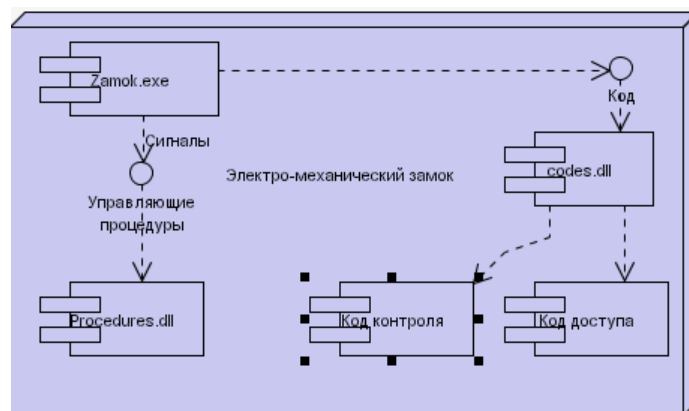 Zamok.exe
Код
Сигналы
codes.dll
Электро-механический замок
Управляющие
процедуры
Procedures.dll
Код контроля
Код доступа